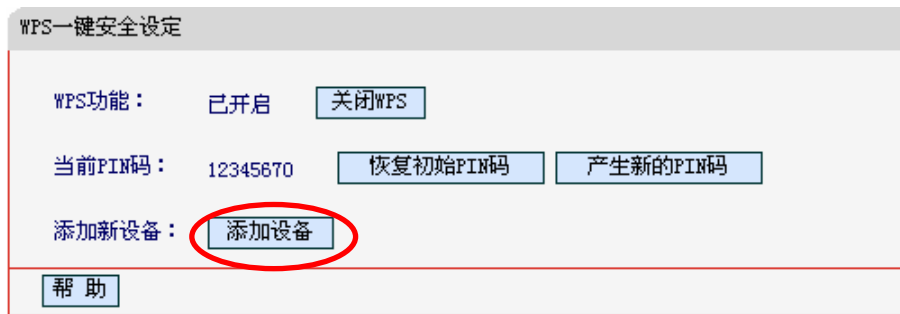 WPS一键安全设定
WPS功能： 已开启 关闭WPS
当前PIN码： 12345670 恢复初始PIN码 产生新的PIN码
添加新设备： 添加设备
帮 助